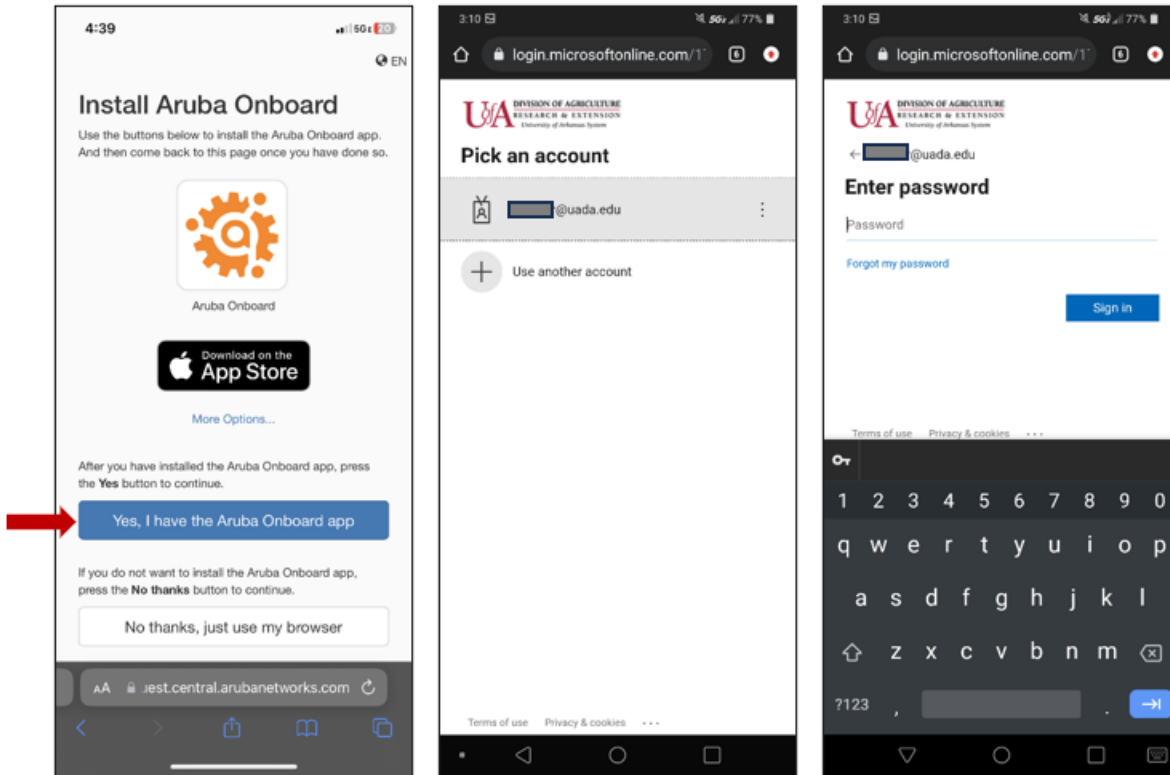 4:39
5GE 20
EN
Install Aruba Onboard
Use the buttons below to install the Aruba Onboard app.
And then come back to this page once you have done so.
Aruba Onboard
Download on the
App Store
More Options...
After you have installed the Aruba Onboard app, press
the Yes button to continue.
Yes, I have the Aruba Onboard app
If you do not want to install the Aruba Onboard app,
press the No thanks button to continue.
No thanks, just use my browser
AA uest.central.arubanetworks.com
3:10 77%
login.microsoftonline.com/1 6
UofA DIVISION OF AGRICULTURE
RESEARCH & EXTENSION
University of Arkansas System
Pick an account
@uada.edu
Use another account
Terms of use Privacy & cookies ...
3:10 77%
login.microsoftonline.com/1 6
UofA DIVISION OF AGRICULTURE
RESEARCH & EXTENSION
University of Arkansas System
@uada.edu
Enter password
Password
Forgot my password
Sign in
Terms of use Privacy & cookies ...
1 2 3 4 5 6 7 8 9 0
q w e r t y u i o p
a s d f g h j k l
z x c v b n m
?123 , .